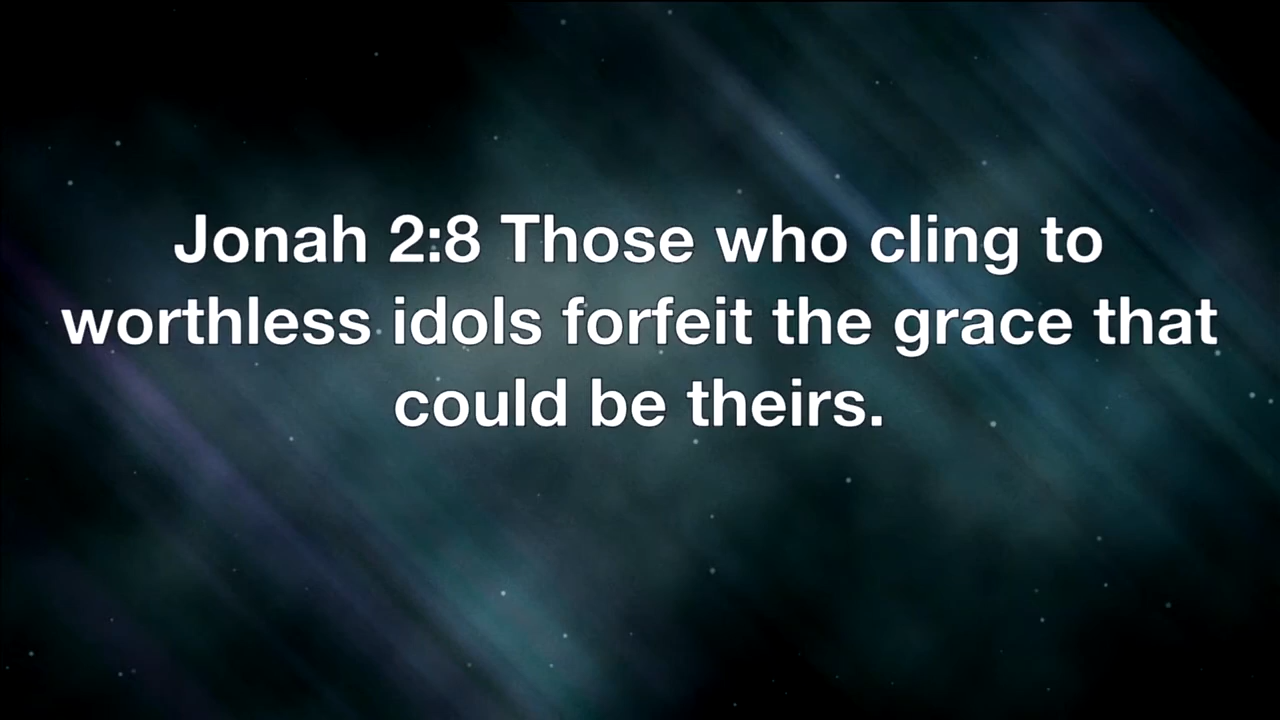 Jonah 2:8 Those who cling to
worthless idols forfeit the grace that
could be theirs.